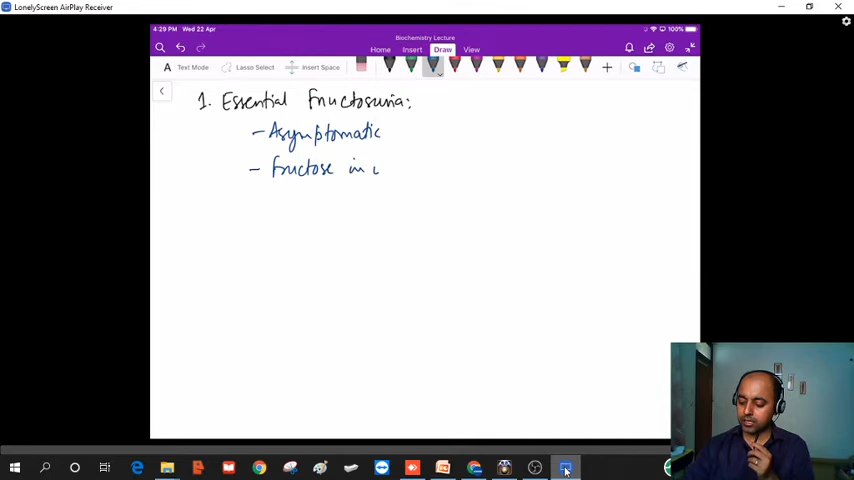 LonelyScreen AirPlay Receiver
4:29 PM Wed 22 Apr
100%
Biochemistry Lecture
Home Insert Draw View
Text Mode Lasso Select Insert Space
1. Essential Fructosuria:
- Asymptomatic
- Fructose in